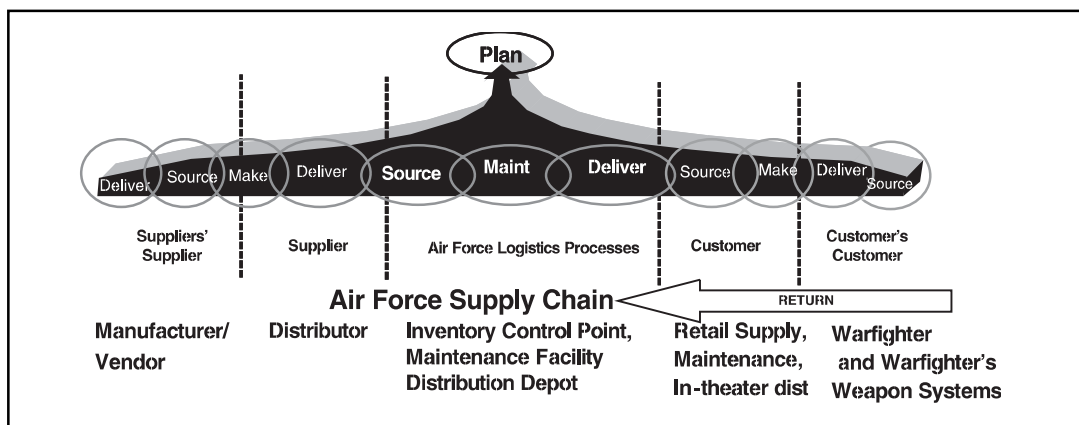 Plan
Deliver Source Make Deliver Source Maint Deliver Source Make Deliver Source
Suppliers'
Supplier
Supplier
Air Force Logistics Processes
Customer
Customer's
Customer
Air Force Supply Chain
RETURN
Manufacturer/
Vendor
Distributor
Inventory Control Point,
Maintenance Facility
Distribution Depot
Retail Supply,
Maintenance,
In-theater dist
Warfighter
and Warfighter's
Weapon Systems